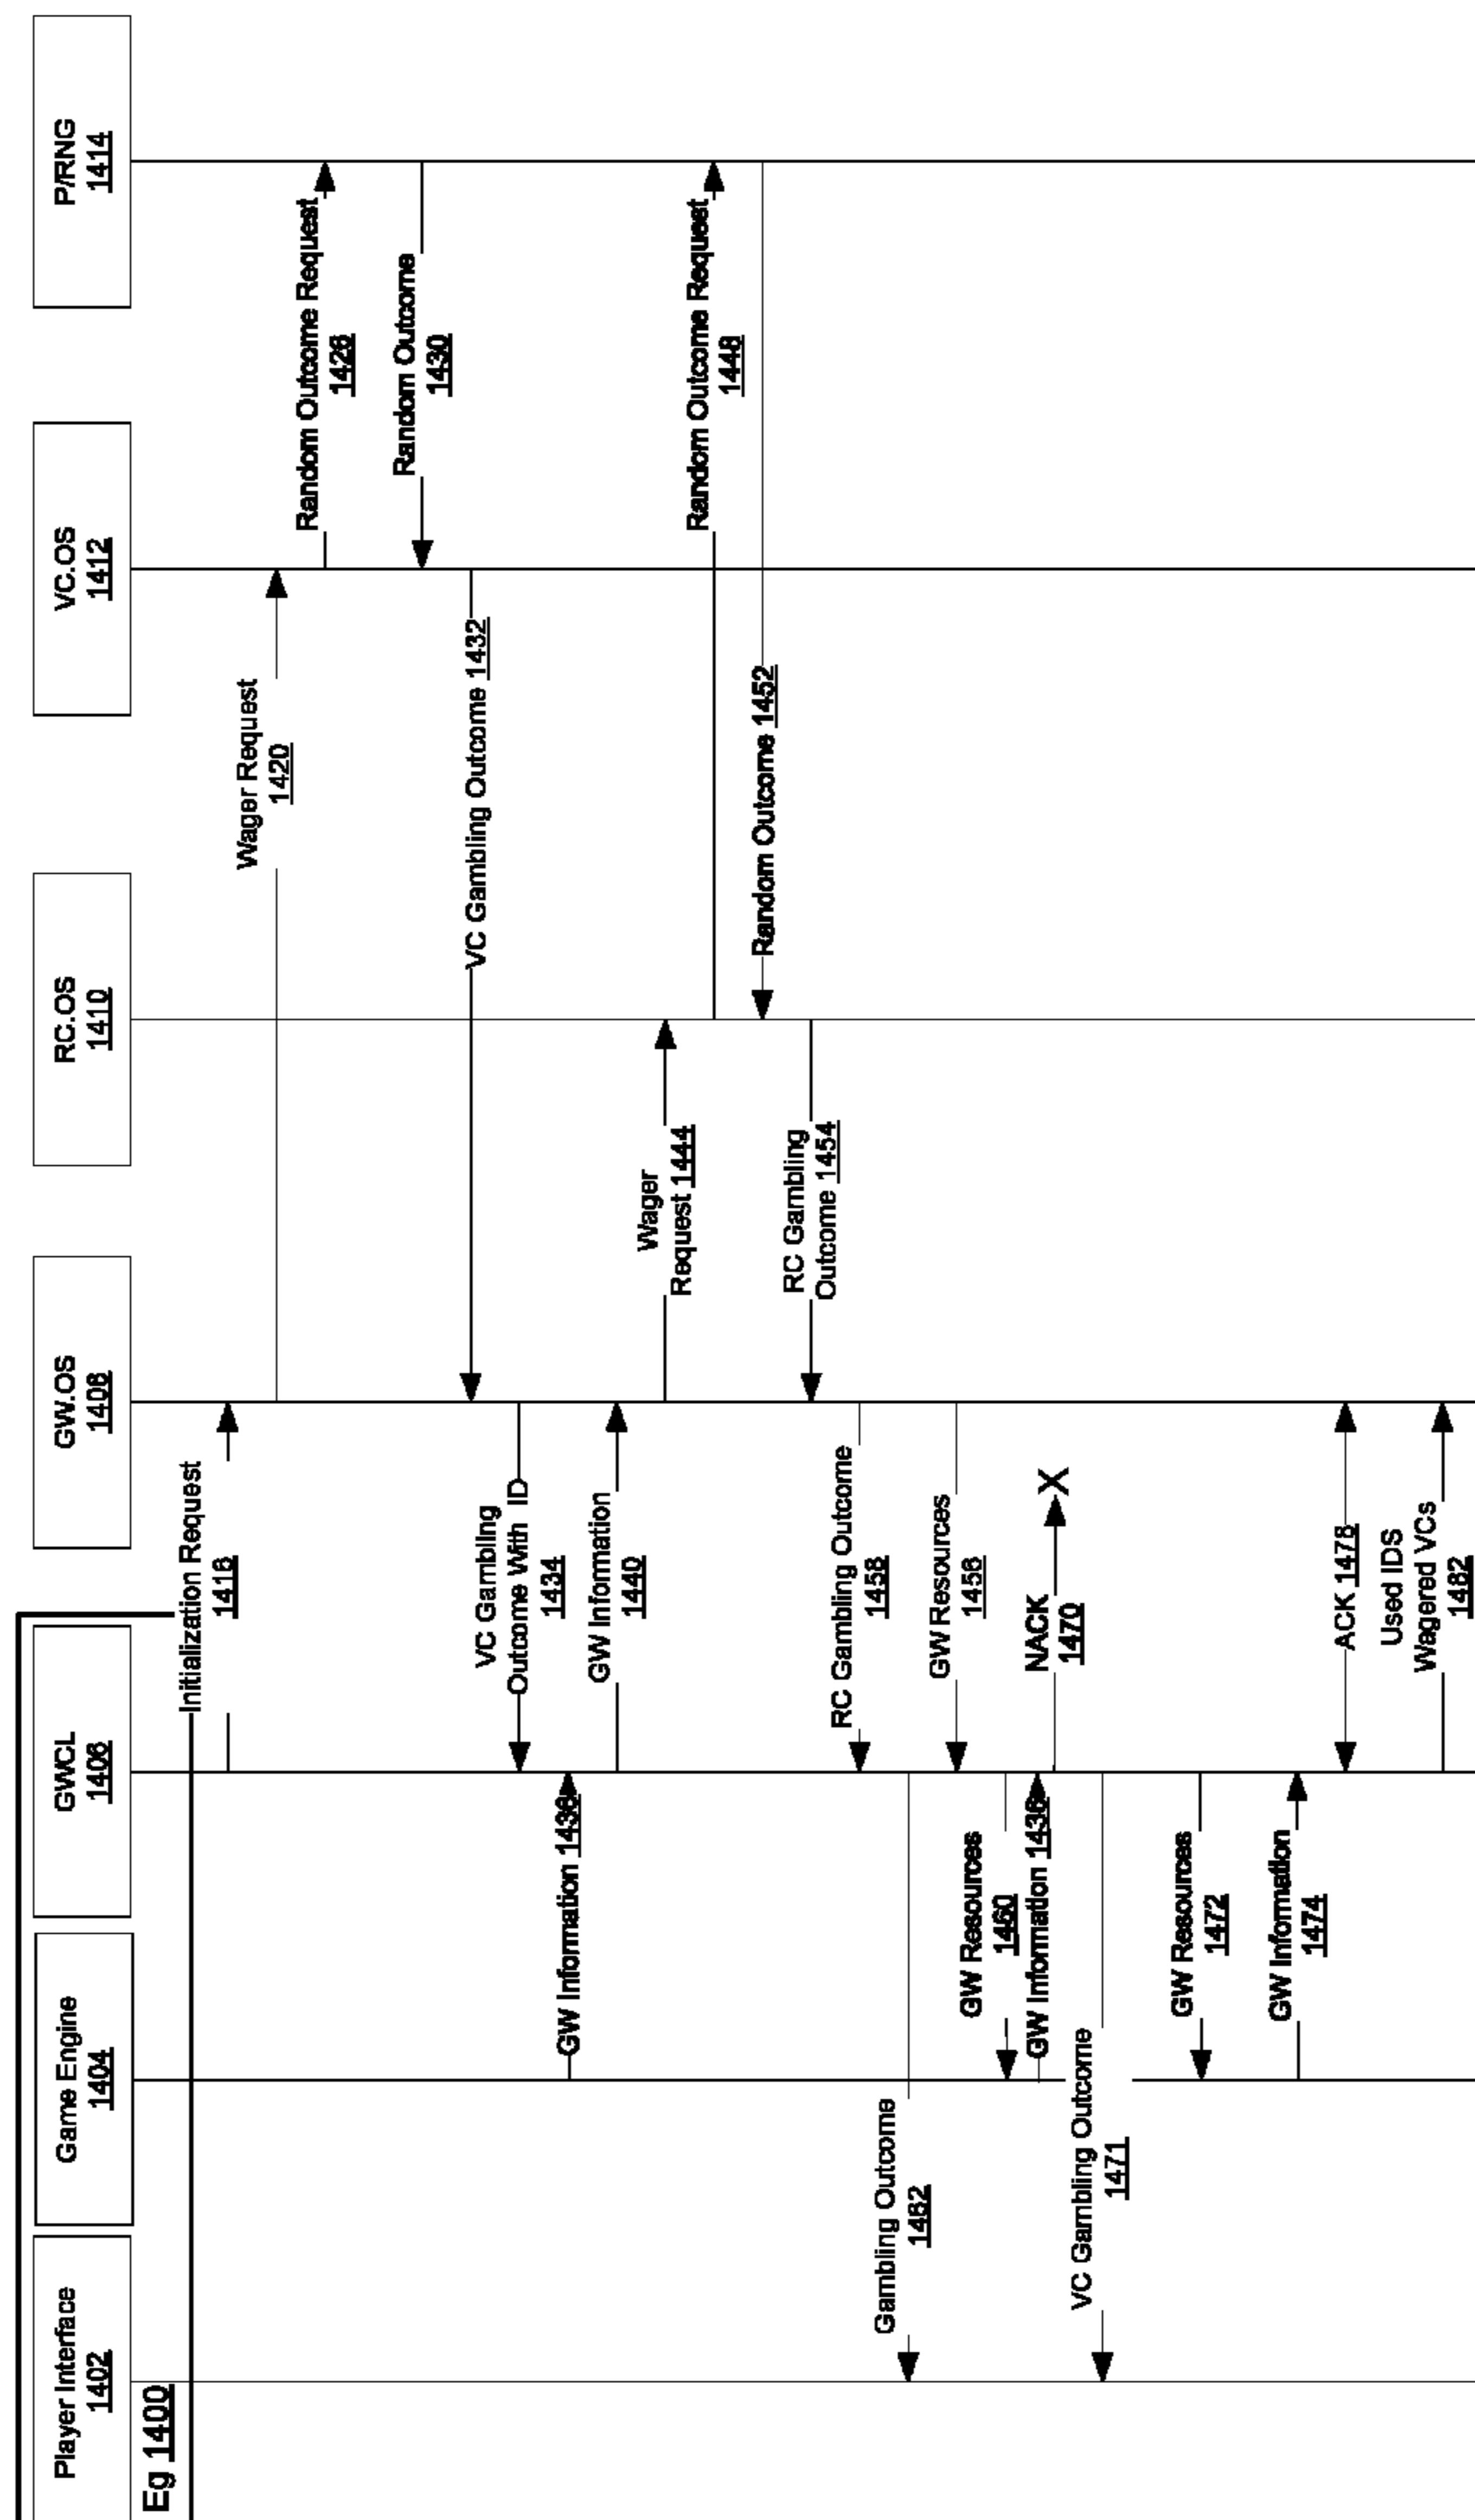 Player Interface
1402
Game Engine
1404
GWCL
1406
GW.OS
1408
RC.OS
1410
VC.OS
1412
P/RNG
1414
Eg 1400
Initialization Request
1416
Wager Request
1420
Random Outcome Request
1428
Random Outcome
1430
VC Gambling Outcome 1432
VC Gambling
Outcome With ID
1434
GW Information
GW Information
1440
Wager
Request 1444
Random Outcome Request
1448
Random Outcome 1452
RC Gambling
Outcome 1454
RC Gambling Outcome
1458
Gambling Outcome
1462
GW Resources
1456
GW Resources
1460
GW Information
NACK
1470
X
VC Gambling Outcome
1471
GW Resources
1472
GW Information
1474
ACK 1478
Used IDS
Wagered VCs
1482